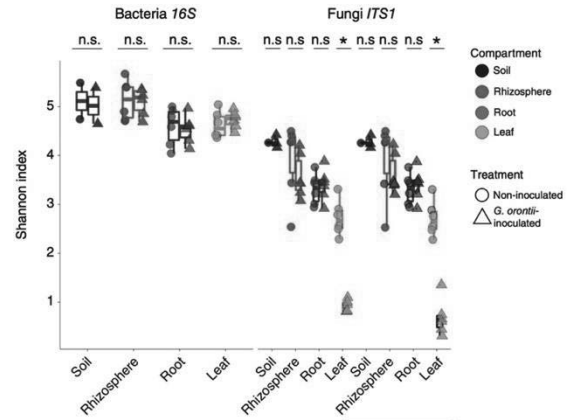 Bacteria 16S
Fungi ITS1
n.s. n.s. n.s. n.s. n.s n.s n.s * n.s n.s n.s *
Compartment
Soil
Rhizosphere
Root
Leaf
Treatment
Non-inoculated
G. orontii-
inoculated
Shannon index
5
4
3
2
1
Soil Rhizosphere Root Leaf Soil Rhizosphere Root Leaf Soil Rhizosphere Root Leaf